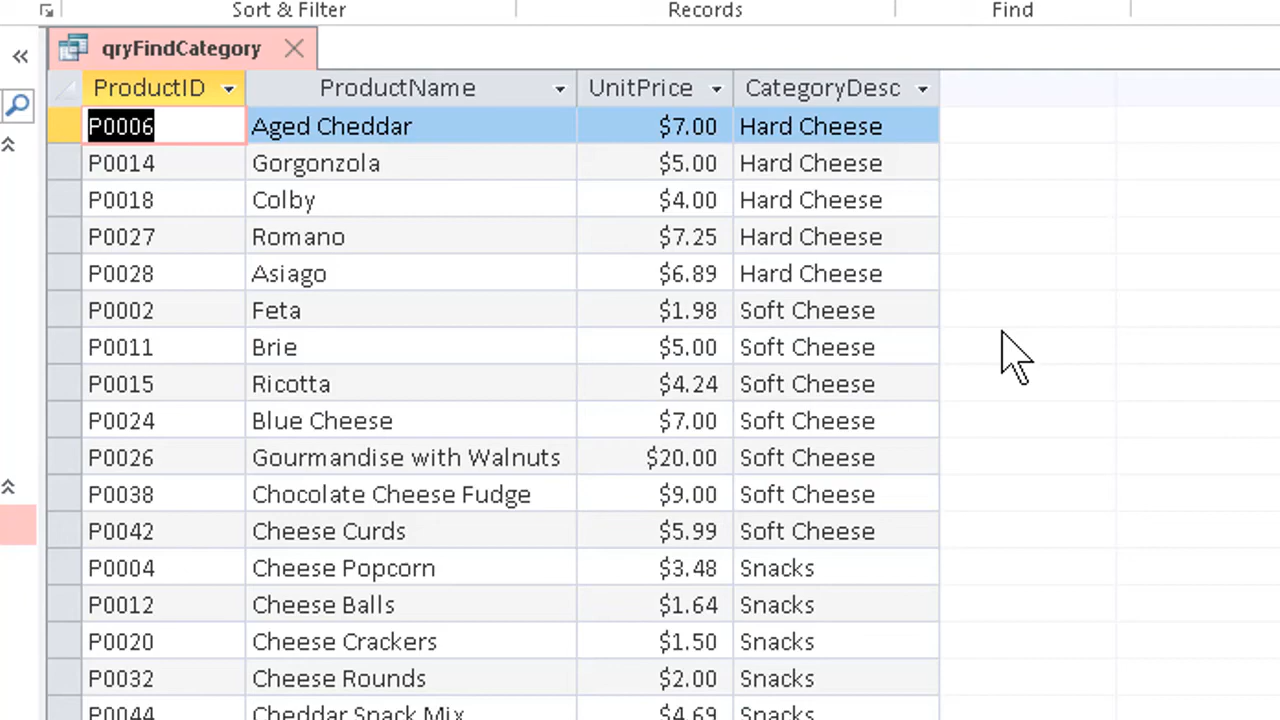 Sort & Filter Records Find
qryFindCategory
ProductID ProductName UnitPrice CategoryDesc
P0006 Aged Cheddar $7.00 Hard Cheese
P0014 Gorgonzola $5.00 Hard Cheese
P0018 Colby $4.00 Hard Cheese
P0027 Romano $7.25 Hard Cheese
P0028 Asiago $6.89 Hard Cheese
P0002 Feta $1.98 Soft Cheese
P0011 Brie $5.00 Soft Cheese
P0015 Ricotta $4.24 Soft Cheese
P0024 Blue Cheese $7.00 Soft Cheese
P0026 Gourmandise with Walnuts $20.00 Soft Cheese
P0038 Chocolate Cheese Fudge $9.00 Soft Cheese
P0042 Cheese Curds $5.99 Soft Cheese
P0004 Cheese Popcorn $3.48 Snacks
P0012 Cheese Balls $1.64 Snacks
P0020 Cheese Crackers $1.50 Snacks
P0032 Cheese Rounds $2.00 Snacks
P0044 Cheddar Snack Mix $4.69 Snacks